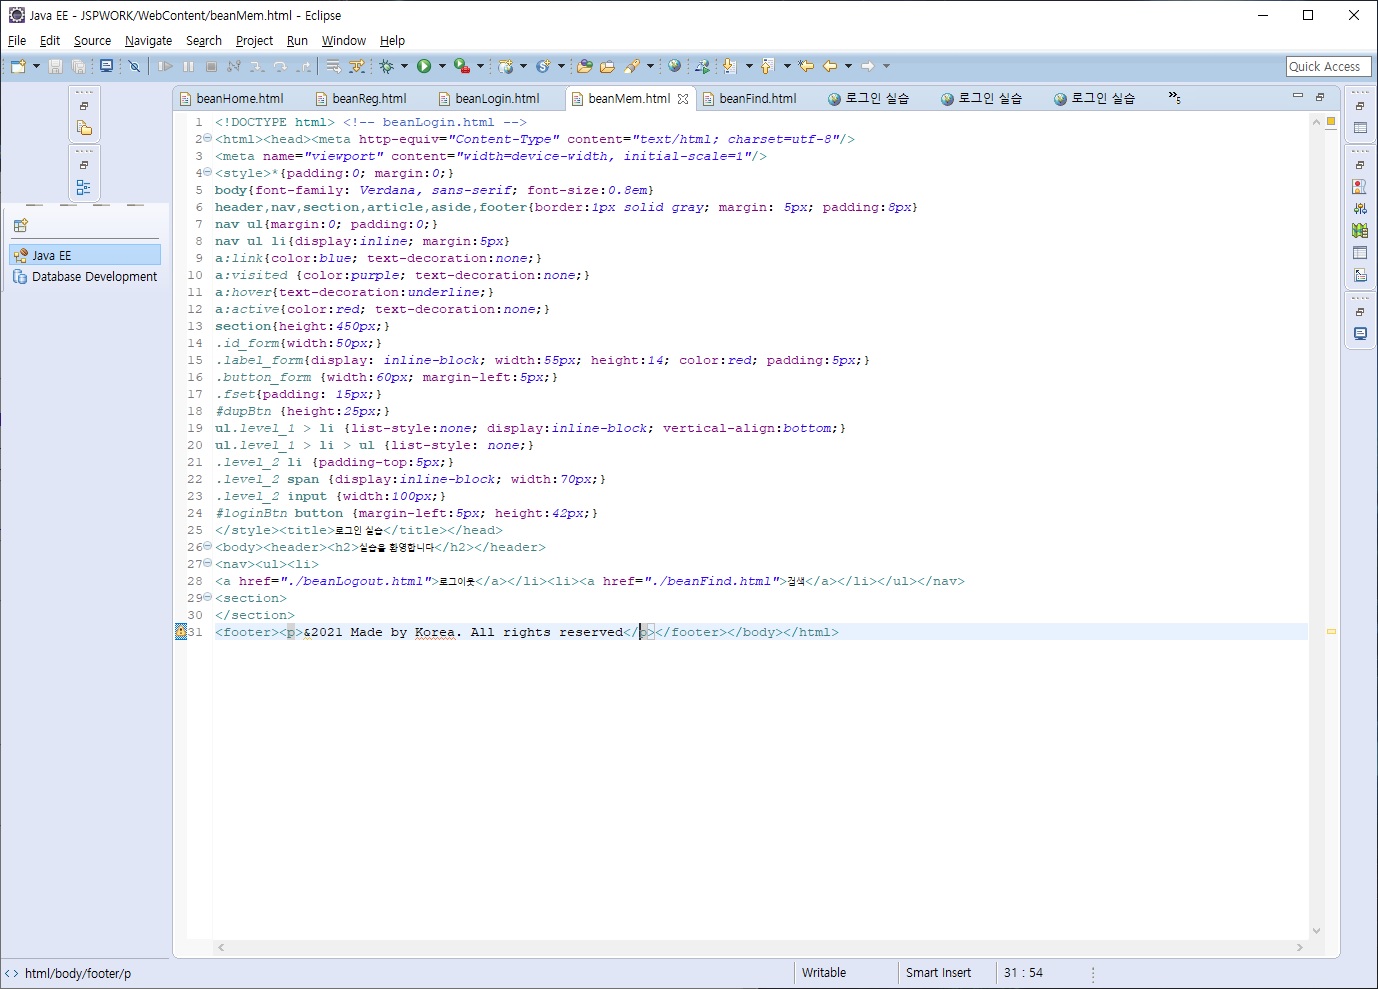 Java EE - JSPWORK/WebContent/beanMem.html - Eclipse
File Edit Source Navigate Search Project Run Window Help
Quick Access
beanHome.html beanReg.html beanLogin.html beanMem.html beanFind.html 로그인 실습 로그인 실습 로그인 실습 »5
Java EE
Database Development
1 <!DOCTYPE html> <!-- beanLogin.html -->
2 <html><head><meta http-equiv="Content-Type" content="text/html; charset=utf-8"/>
3 <meta name="viewport" content="width=device-width, initial-scale=1"/>
4 <style>*{padding:0; margin:0;}
5 body{font-family: Verdana, sans-serif; font-size:0.8em}
6 header,nav,section,article,aside,footer{border:1px solid gray; margin: 5px; padding:8px}
7 nav ul{margin:0; padding:0;}
8 nav ul li{display:inline; margin:5px}
9 a:link{color:blue; text-decoration:none;}
10 a:visited {color:purple; text-decoration:none;}
11 a:hover{text-decoration:underline;}
12 a:active{color:red; text-decoration:none;}
13 section{height:450px;}
14 .id_form{width:50px;}
15 .label_form{display: inline-block; width:55px; height:14; color:red; padding:5px;}
16 .button_form {width:60px; margin-left:5px;}
17 .fset{padding: 15px;}
18 #dupBtn {height:25px;}
19 ul.level_1 > li {list-style:none; display:inline-block; vertical-align:bottom;}
20 ul.level_1 > li > ul {list-style: none;}
21 .level_2 li {padding-top:5px;}
22 .level_2 span {display:inline-block; width:70px;}
23 .level_2 input {width:100px;}
24 #loginBtn button {margin-left:5px; height:42px;}
25 </style><title>로그인 실습</title></head>
26 <body><header><h2>실습을 환영합니다</h2></header>
27 <nav><ul><li>
28 <a href="./beanLogout.html">로그아웃</a></li><li><a href="./beanFind.html">검색</a></li></ul></nav>
29 <section>
30 </section>
31 <footer><p>&2021 Made by Korea. All rights reserved</p></footer></body></html>
html/body/footer/p Writable Smart Insert 31 : 54